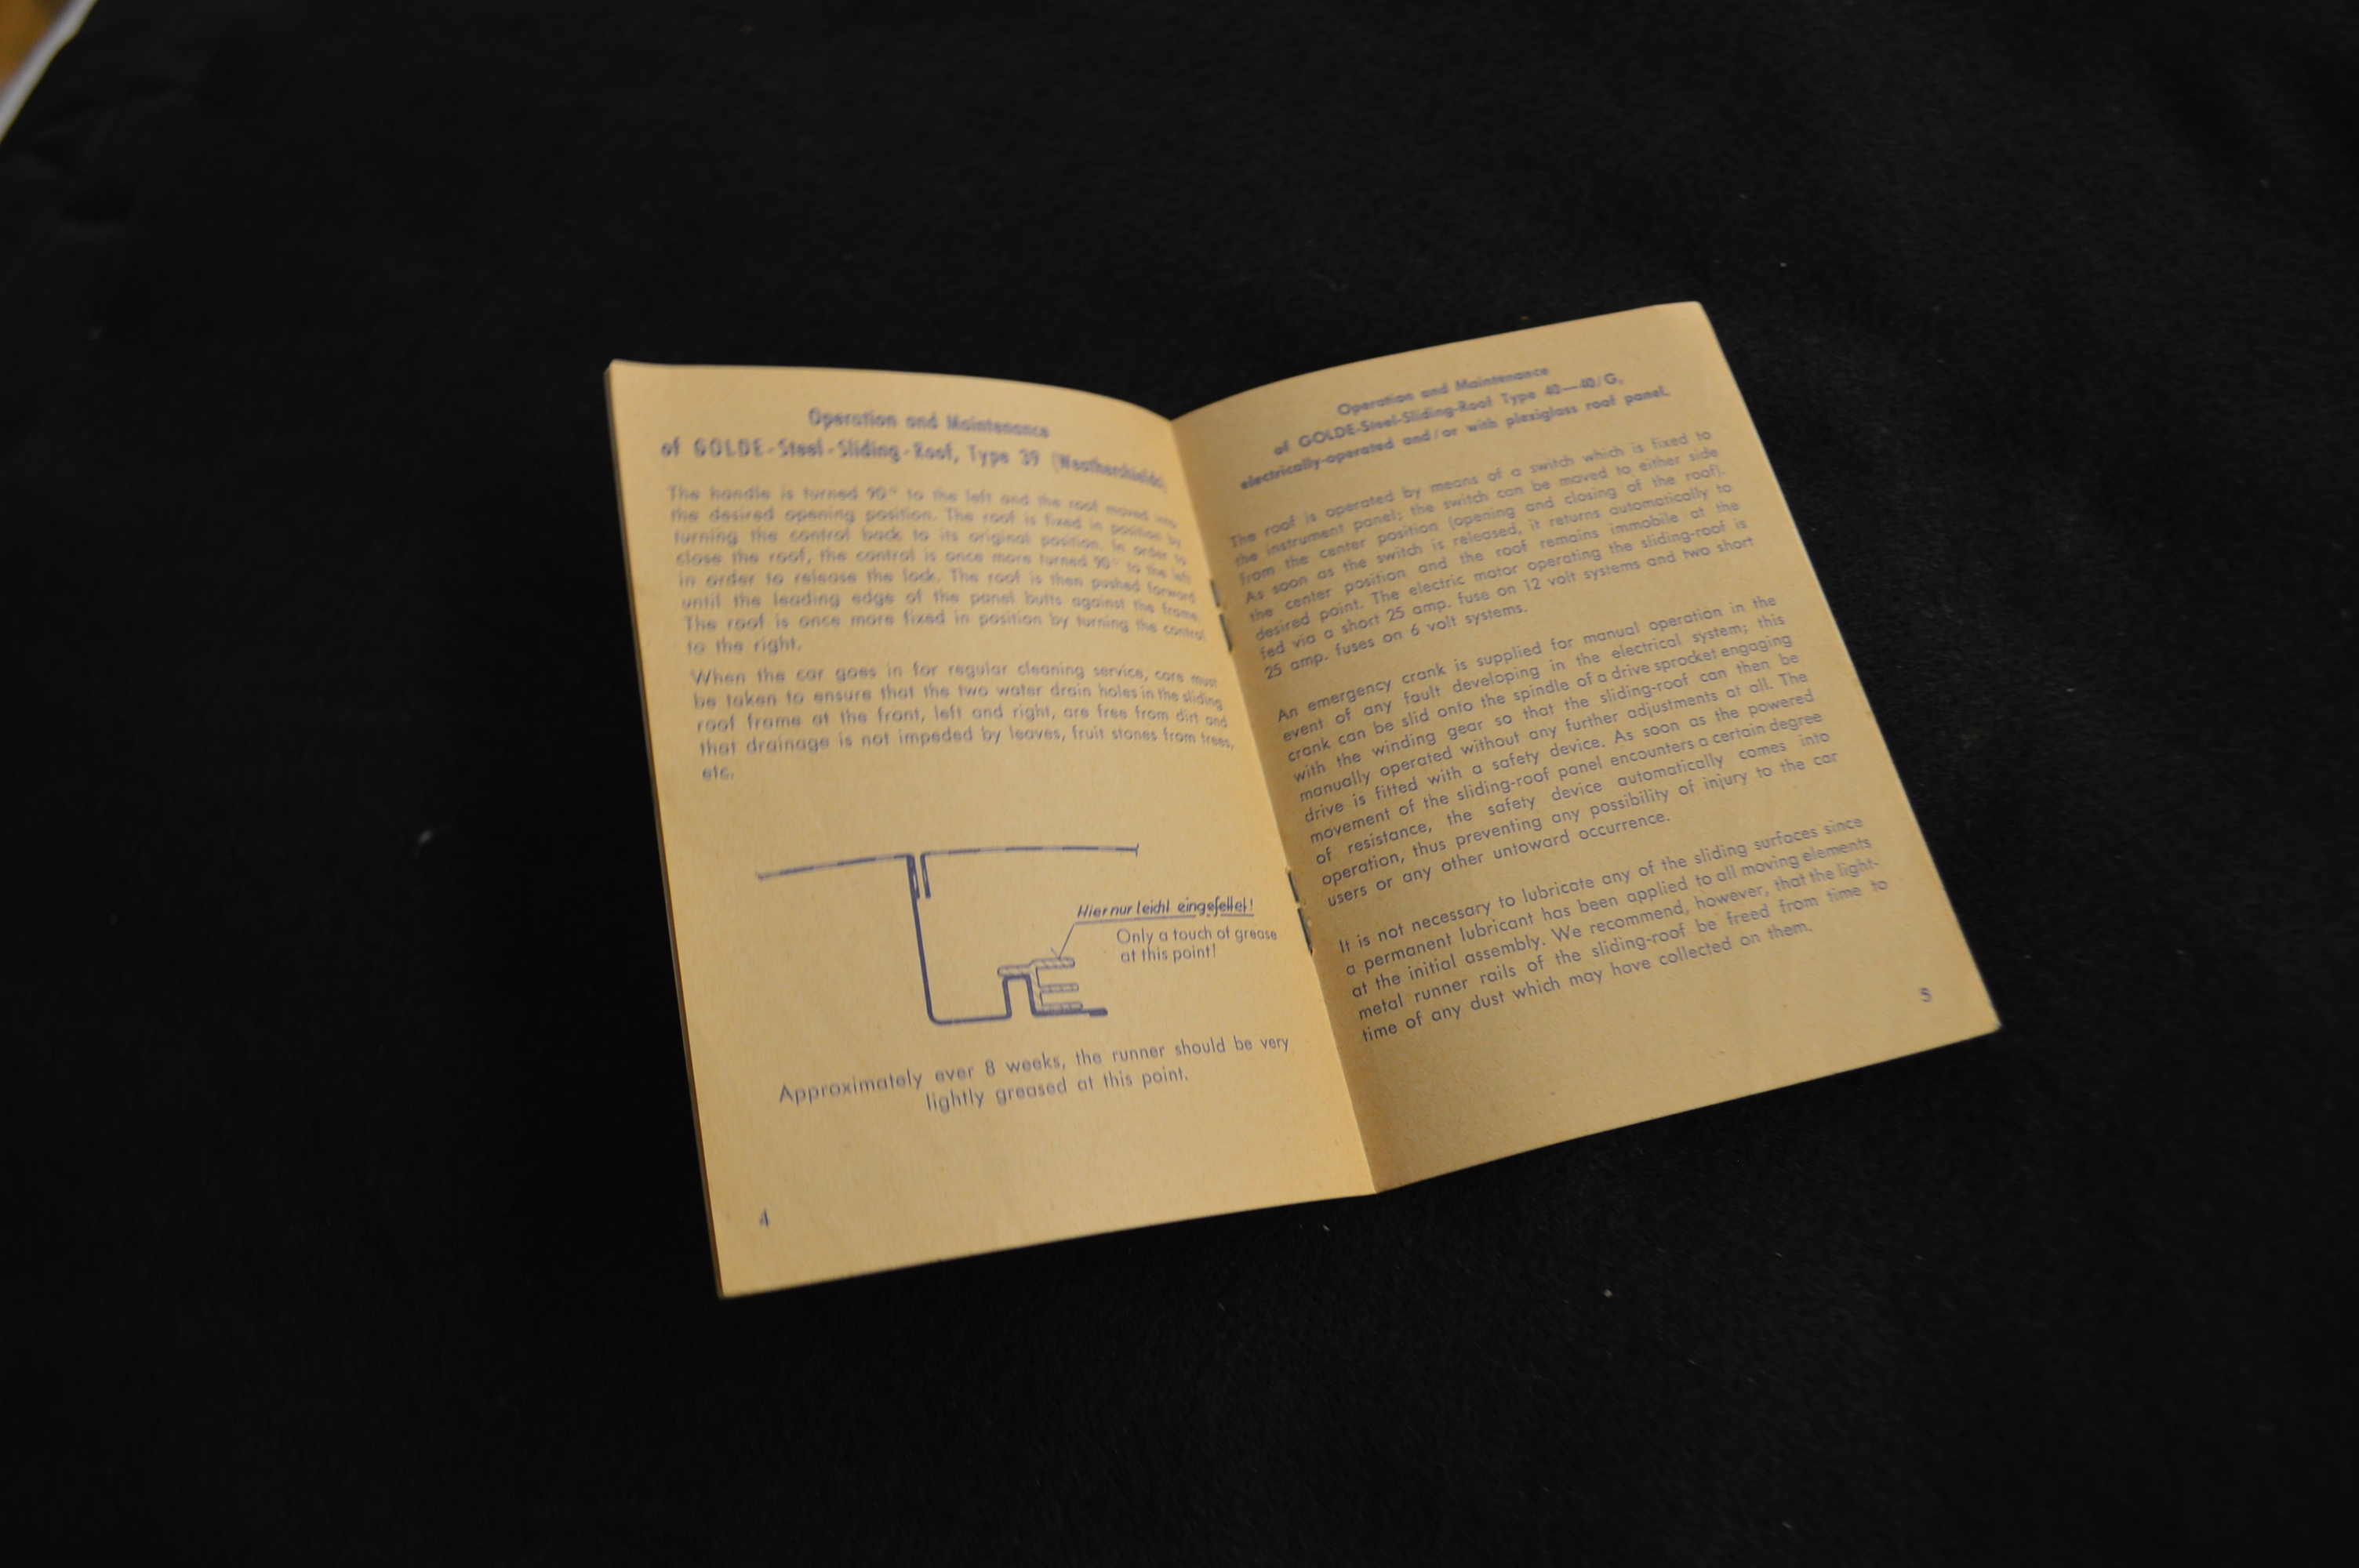 Operation and Maintenance
of GOLDE-Steel-Sliding-Roof, Type 39 (Weathershields)
The handle is turned 90° to the left and the roof moved into
the desired opening position. The roof is fixed in position by
turning the control back to its original position. In order to
close the roof, the control is once more turned 90° to the left
in order to release the lock. The roof is then pushed forward
until the leading edge of the panel butts against the frame.
The roof is once more fixed in position by turning the control
to the right.
When the car goes in for regular cleaning service, care must
be taken to ensure that the two water drain holes in the sliding
roof frame at the front, left and right, are free from dirt and
that drainage is not impeded by leaves, fruit stones from trees,
etc.
Hier nur leicht eingefettet!
Only a touch of grease
at this point!
Approximately ever 8 weeks, the runner should be very
lightly greased at this point.
4
Operation and Maintenance
of GOLDE-Steel-Sliding-Roof Type 40—40/G,
electrically-operated and/or with plexiglass roof panel.
The roof is operated by means of a switch which is fixed to
the instrument panel; the switch can be moved to either side
from the center position (opening and closing of the roof).
As soon as the switch is released, it returns automatically to
the center position and the roof remains immobile at the
desired point. The electric motor operating the sliding-roof is
fed via a short 25 amp. fuse on 12 volt systems and two short
25 amp. fuses on 6 volt systems.
An emergency crank is supplied for manual operation in the
event of any fault developing in the electrical system; this
crank can be slid onto the spindle of a drive sprocket engaging
with the winding gear so that the sliding-roof can then be
manually operated without any further adjustments at all. The
drive is fitted with a safety device. As soon as the powered
movement of the sliding-roof panel encounters a certain degree
of resistance, the safety device automatically comes into
operation, thus preventing any possibility of injury to the car
users or any other untoward occurrence.
It is not necessary to lubricate any of the sliding surfaces since
a permanent lubricant has been applied to all moving elements
at the initial assembly. We recommend, however, that the light-
metal runner rails of the sliding-roof be freed from time to
time of any dust which may have collected on them.
5